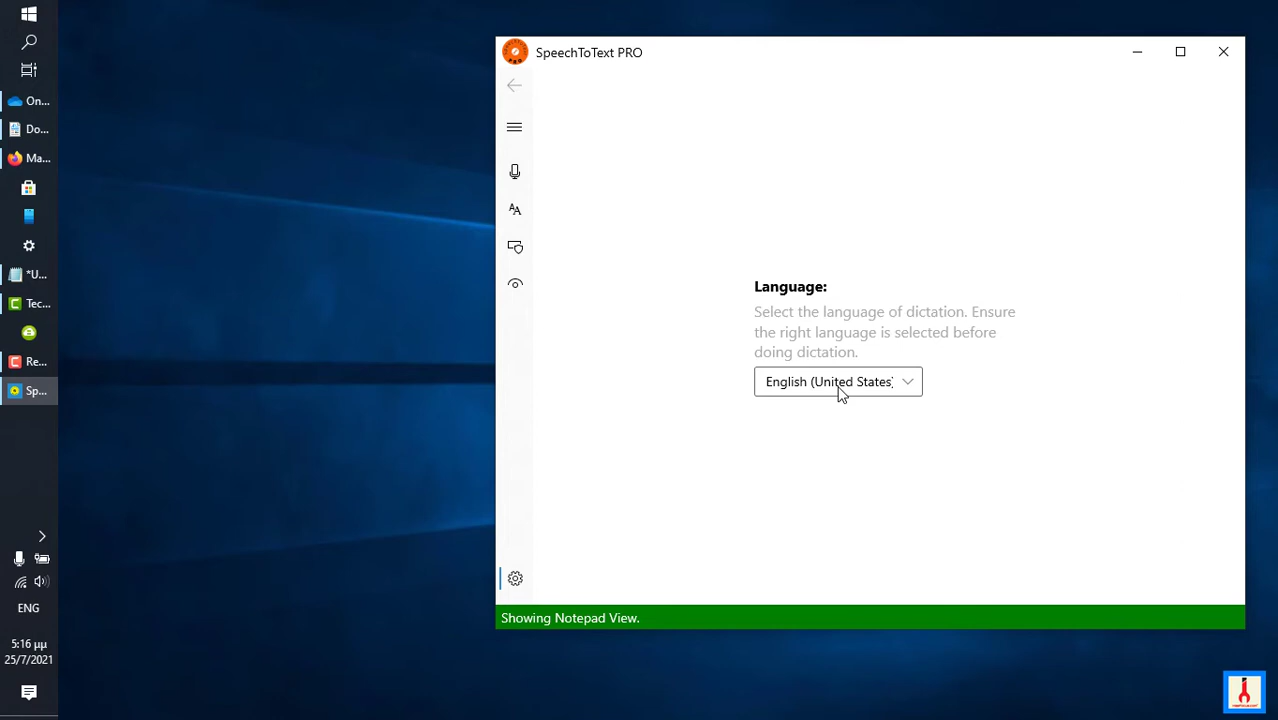 SpeechToText PRO
On...
Do...
Ma...
*U...
Tec...
Re...
Sp...
Language:
Select the language of dictation. Ensure
the right language is selected before
doing dictation.
English (United States)
ENG
5:16 μμ
25/7/2021
Showing Notepad View.